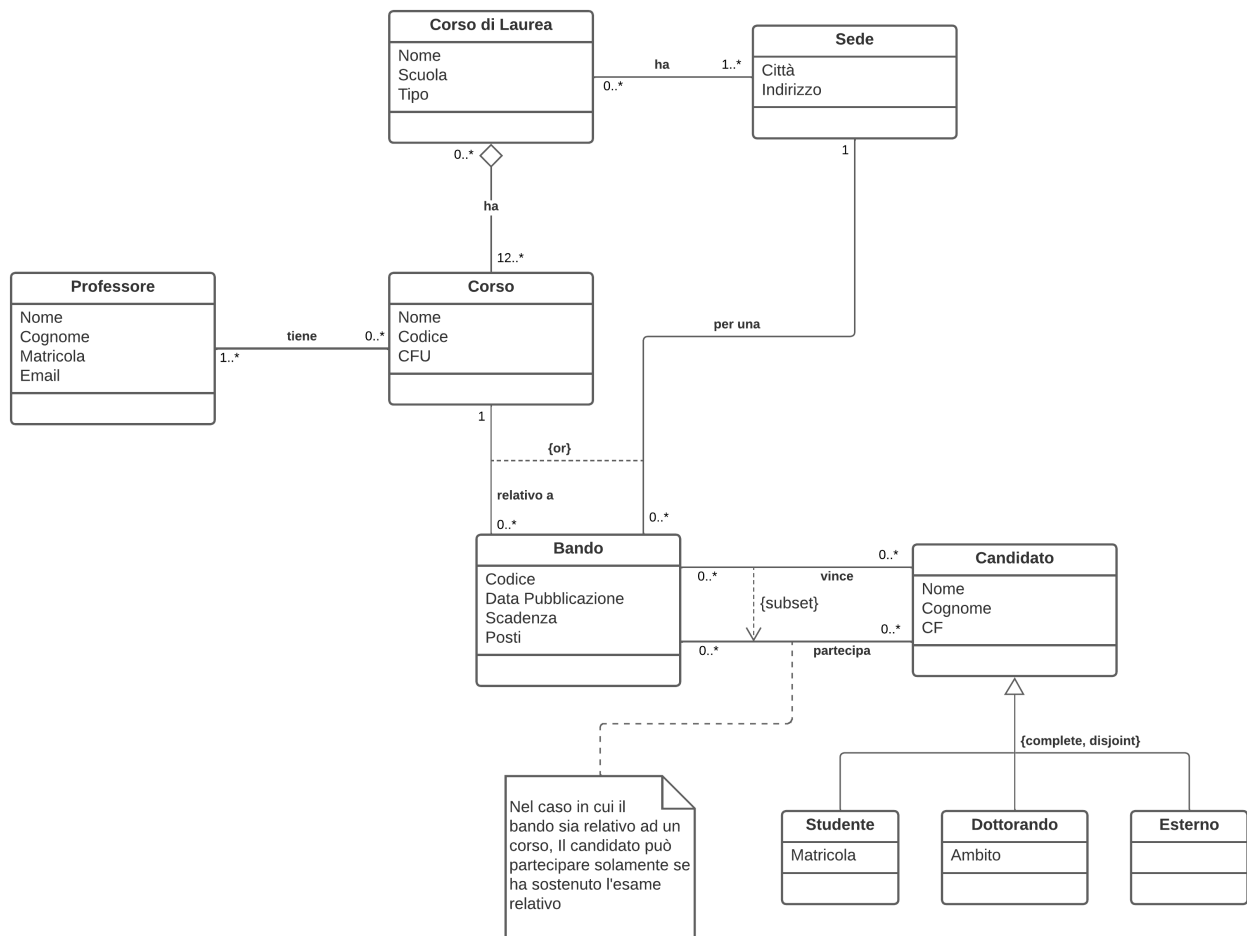 Corso di Laurea
Nome
Scuola
Tipo
ha
1..*
0..*
Sede
Città
Indirizzo
0..*
ha
12..*
1
Professore
Nome
Cognome
Matricola
Email
tiene
0..*
1..*
Corso
Nome
Codice
CFU
per una
1
{or}
relativo a
0..*
0..*
Bando
Codice
Data Pubblicazione
Scadenza
Posti
0..*
0..*
vince
{subset}
0..*
0..*
partecipa
Candidato
Nome
Cognome
CF
{complete, disjoint}
Nel caso in cui il
bando sia relativo ad un
corso, Il candidato può
partecipare solamente se
ha sostenuto l'esame
relativo
Studente
Matricola
Dottorando
Ambito
Esterno